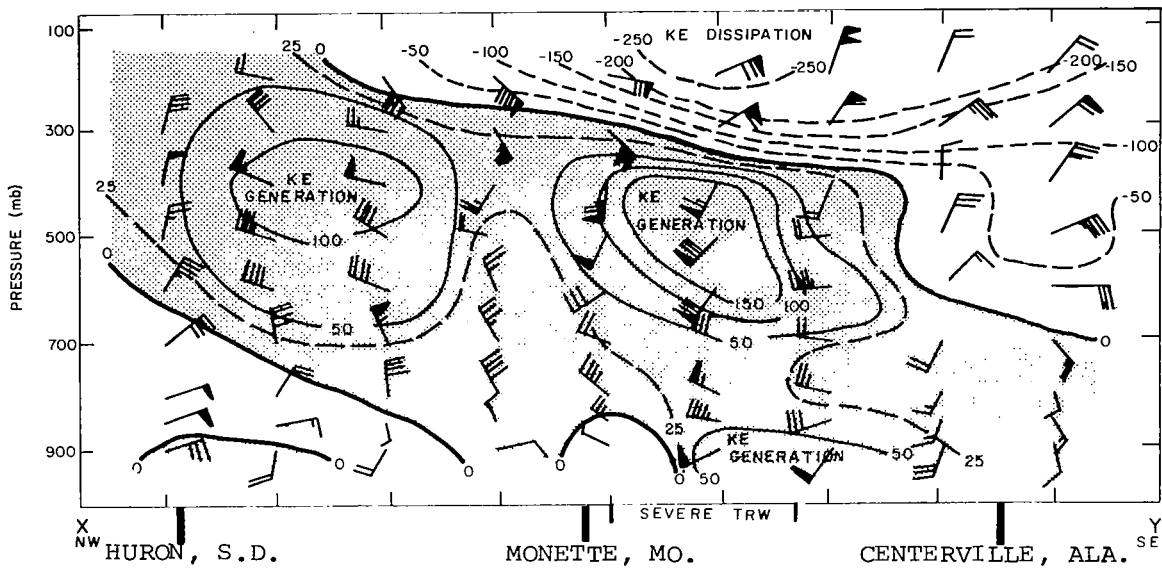 100
300
500
700
900
PRESSURE (mb)
25 0 -50 -100 -150 -200 -250
KE DISSIPATION
-250
-200
-150
-100
-50
25
0
KE
GENERATION
100
50
KE
GENERATION
150 100
50
0
25
KE
GENERATION
50
25
0 0 0 0 0 50
SEVERE TRW
X
NW
HURON, S.D.
MONETTE, MO.
CENTERVILLE, ALA.
Y
SE